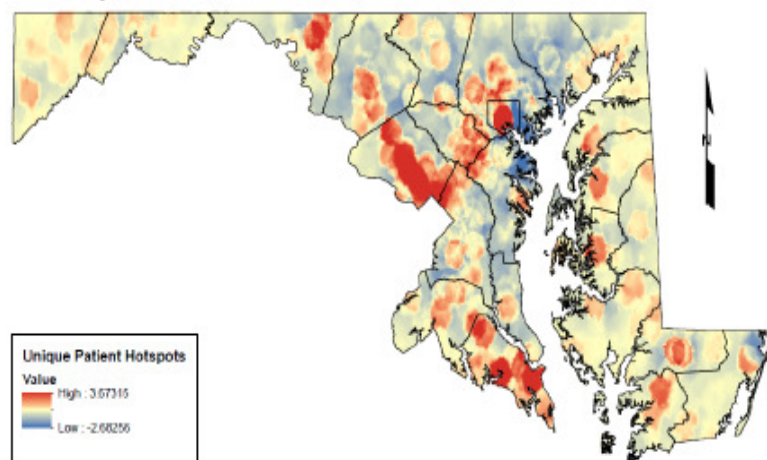 N
Unique Patient Hotspots
Value
High : 3.67315
Low : -2.68256